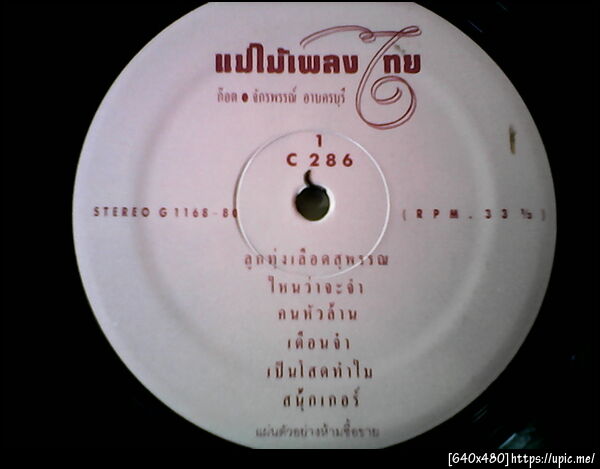 แม่ไม้เพลงไทย
ก๊อต ● จักรพรรณ์ อาบครบุรี
1
C 286
STEREO G 1168-80
( RPM. 33 ⅓ )
ลูกทุ่งเลือดสุพรรณ
ไหนว่าจะจำ
คนหัวล้าน
เดือนจ๋า
เป็นโสดทำไม
สนุ๊กเกอร์
แผ่นตัวอย่างห้ามซื้อขาย
[640x480]https://upic.me/